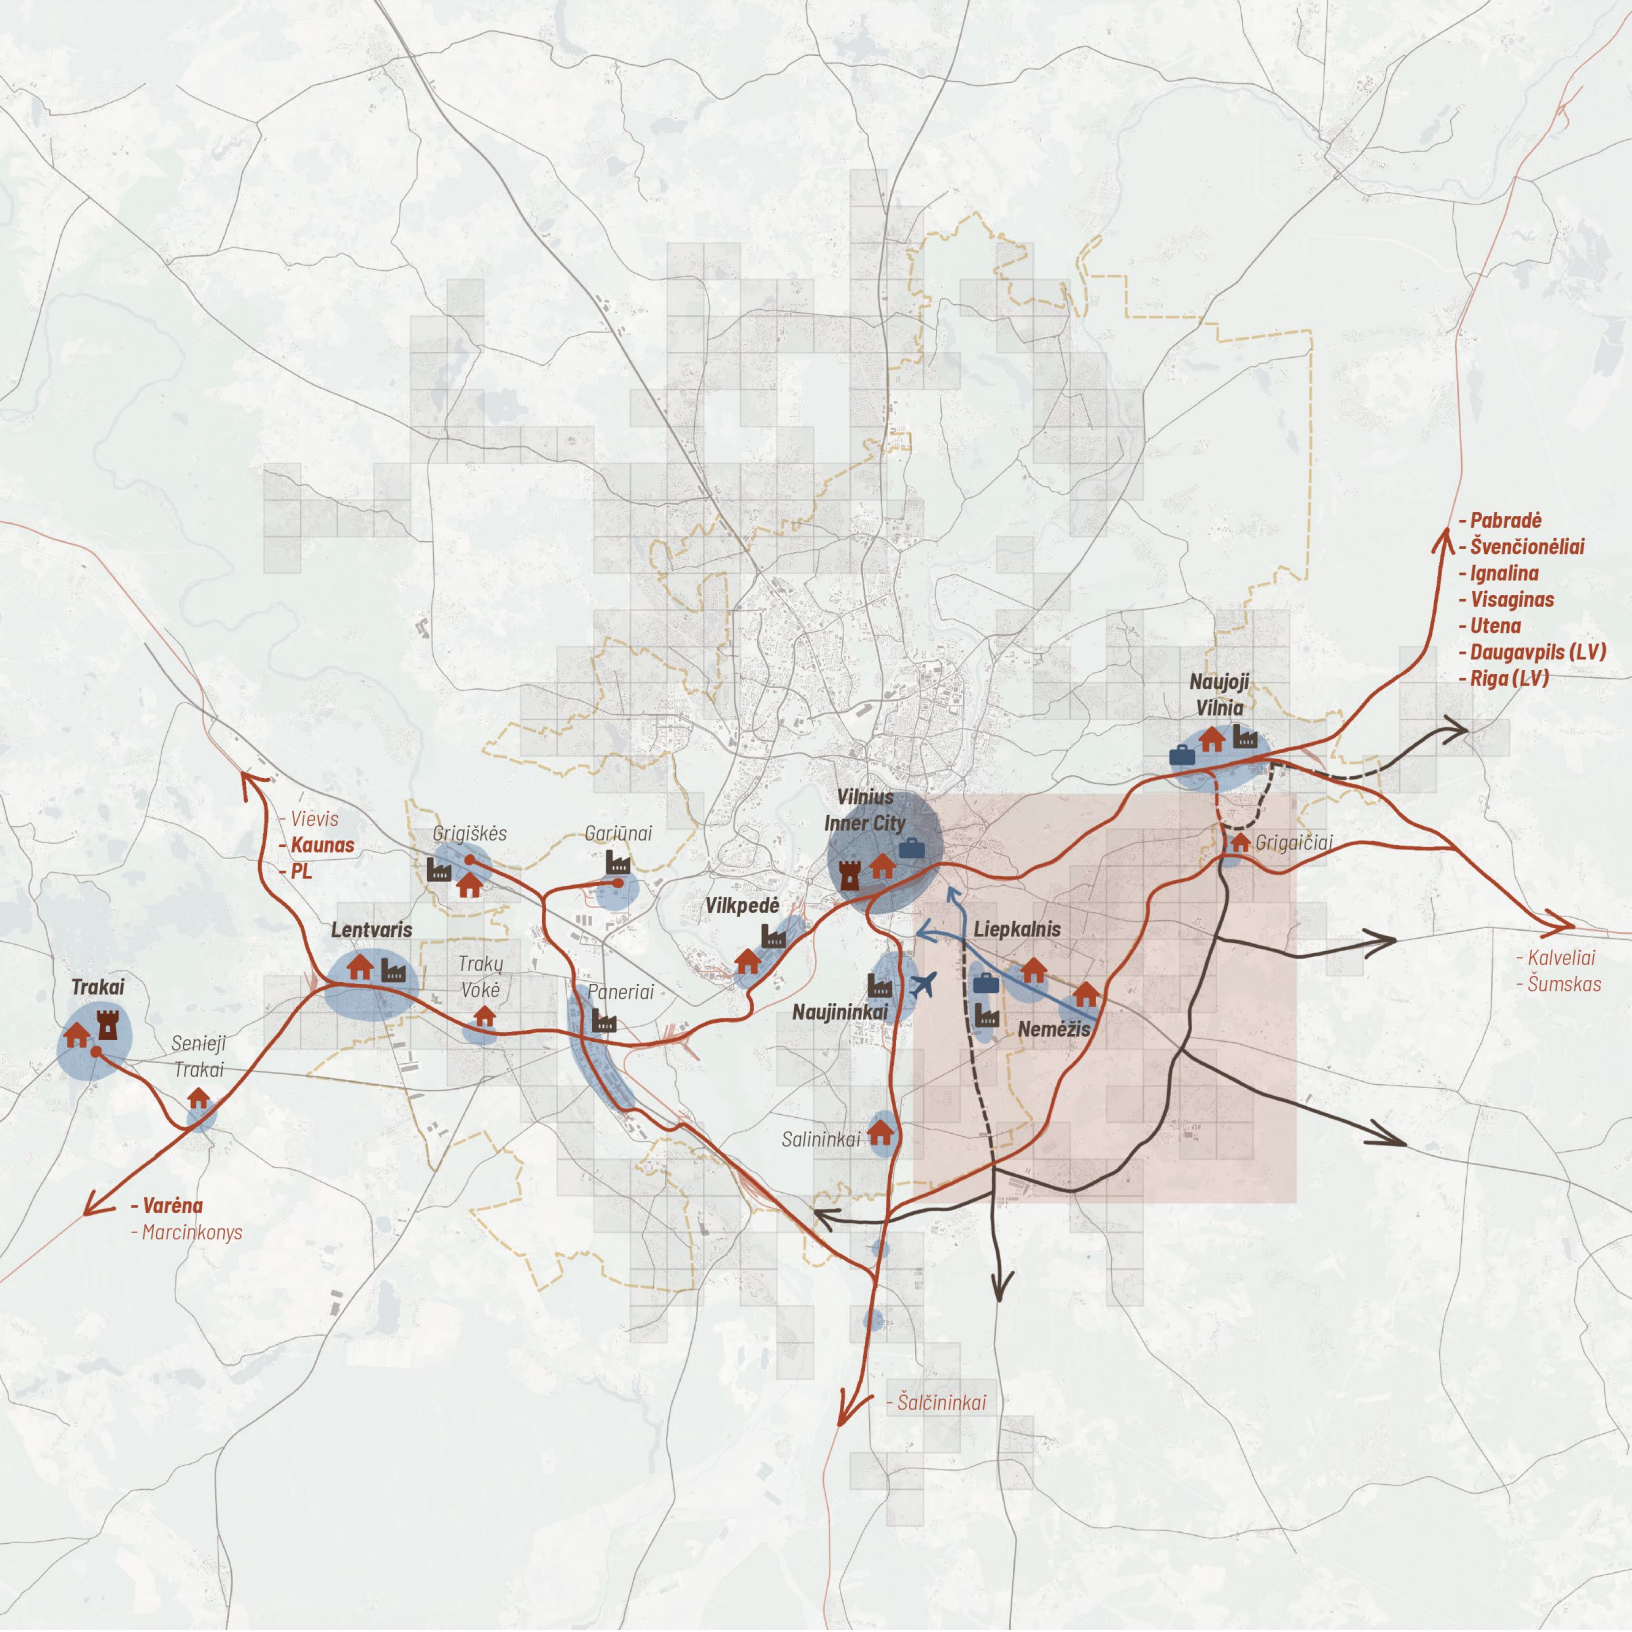 - Pabradė
- Švenčionėliai
- Ignalina
- Visaginas
- Utena
- Daugavpils (LV)
- Riga (LV)
Naujoji
Vilnia
Vilnius
Inner City
- Vievis
- Kaunas
- PL
Grigiškės
Gariūnai
Grigaičiai
Vilkpedė
Lentvaris
Liepkalnis
Trakų
Vokė
- Kalveliai
- Šumskas
Trakai
Paneriai
Naujininkai
Nemėžis
Senieji
Trakai
Salininkai
- Varėna
- Marcinkonys
- Šalčininkai